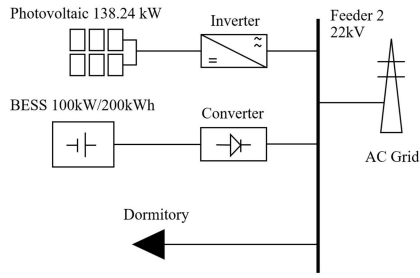 Photovoltaic 138.24 kW
Inverter
Feeder 2
22kV
BESS 100kW/200kWh
Converter
AC Grid
Dormitory